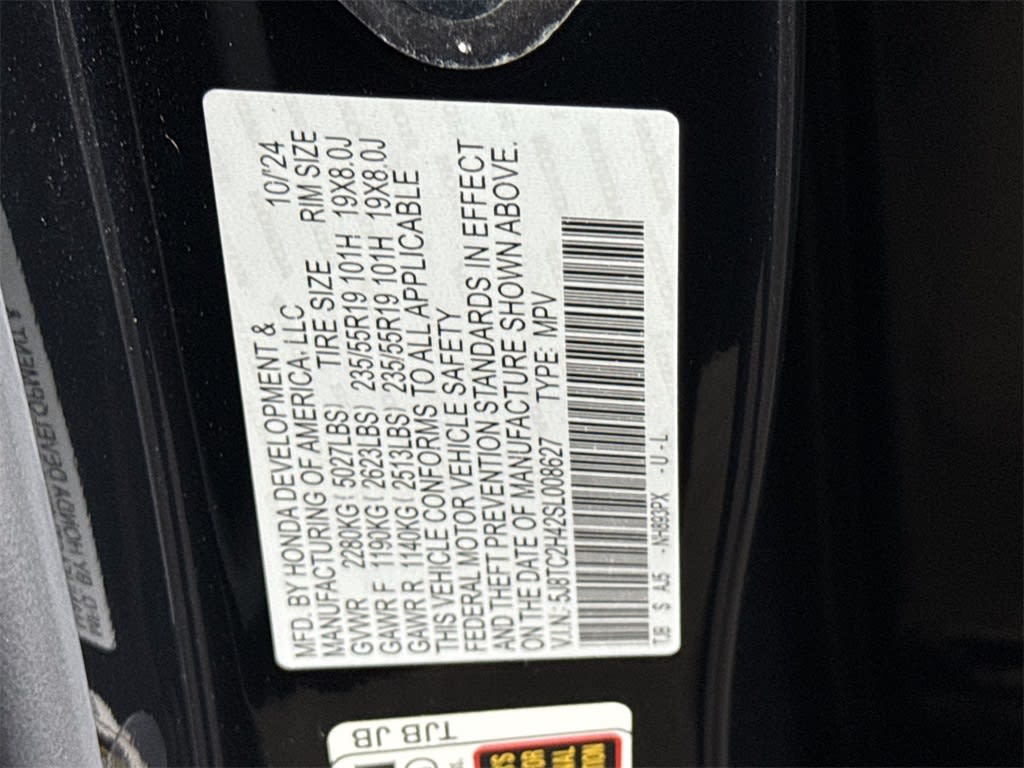 MFD. BY HONDA DEVELOPMENT &
MANUFACTURING OF AMERICA, LLC 10/'24
TIRE SIZE RIM SIZE
GVWR 2280KG ( 5027LBS)
GAWR F 1190KG ( 2623LBS) 235/55R19 101H 19X8.0J
GAWR R 1140KG ( 2513LBS) 235/55R19 101H 19X8.0J
THIS VEHICLE CONFORMS TO ALL APPLICABLE
FEDERAL MOTOR VEHICLE SAFETY
AND THEFT PREVENTION STANDARDS IN EFFECT
ON THE DATE OF MANUFACTURE SHOWN ABOVE.
V.I.N.: 5J8TC2H42SL008627 TYPE: MPV
TJB S AJ5 -NH893PX -U-L
TJB JB